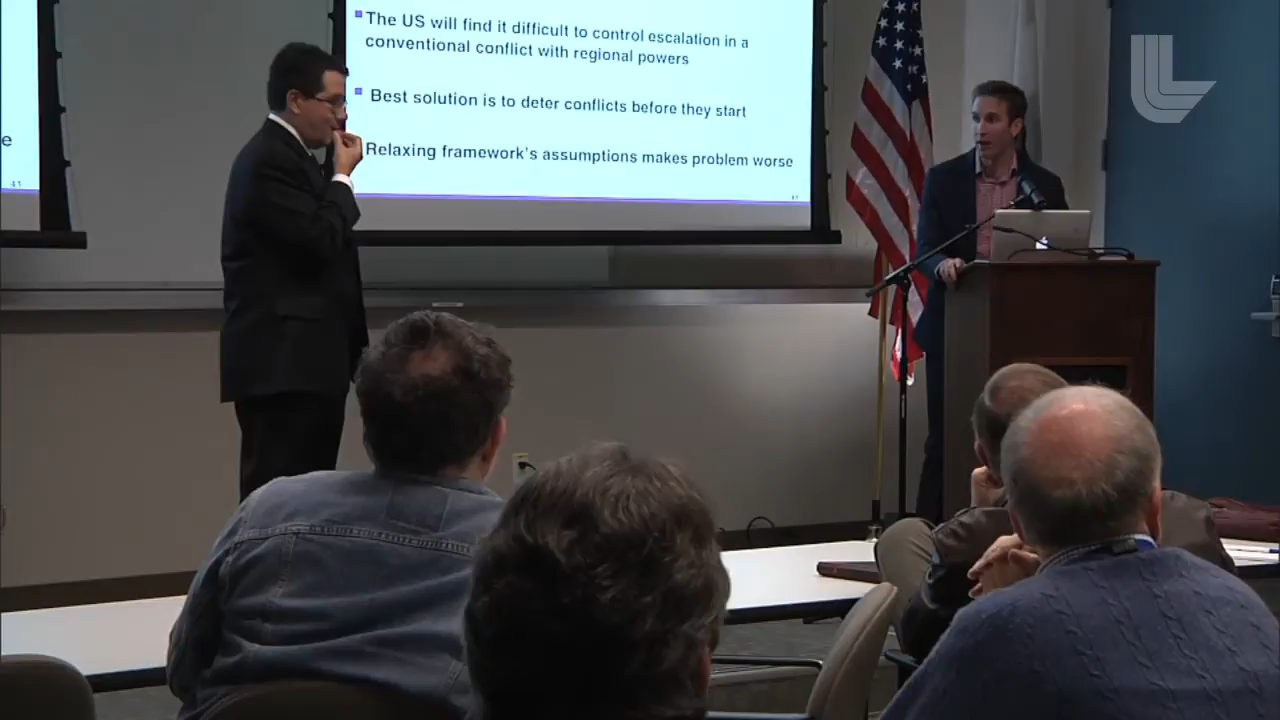 The US will find it difficult to control escalation in a
conventional conflict with regional powers
Best solution is to deter conflicts before they start
Relaxing framework's assumptions makes problem worse
e
41